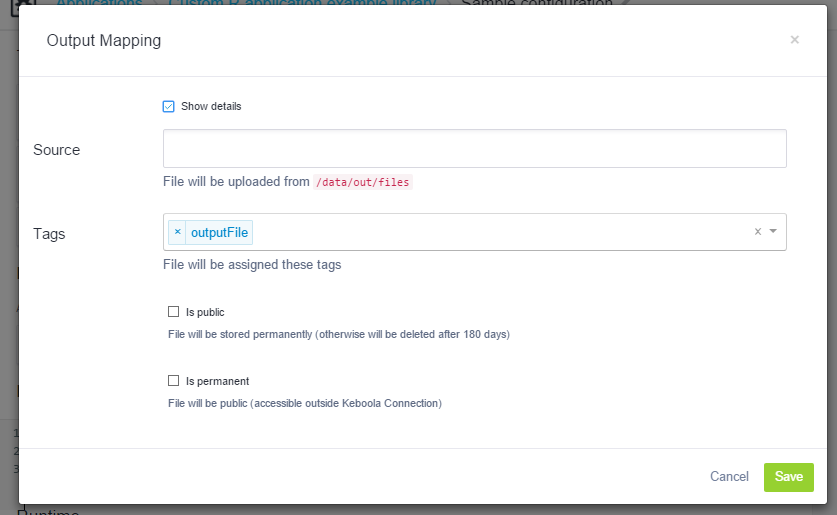 Applications Custom R application example library Sample configuration
Output Mapping ×
Show details
Source
File will be uploaded from /data/out/files
Tags
× outputFile ×
File will be assigned these tags
Is public
File will be stored permanently (otherwise will be deleted after 180 days)
Is permanent
File will be public (accessible outside Keboola Connection)
1
2
3
Cancel Save
Runtime